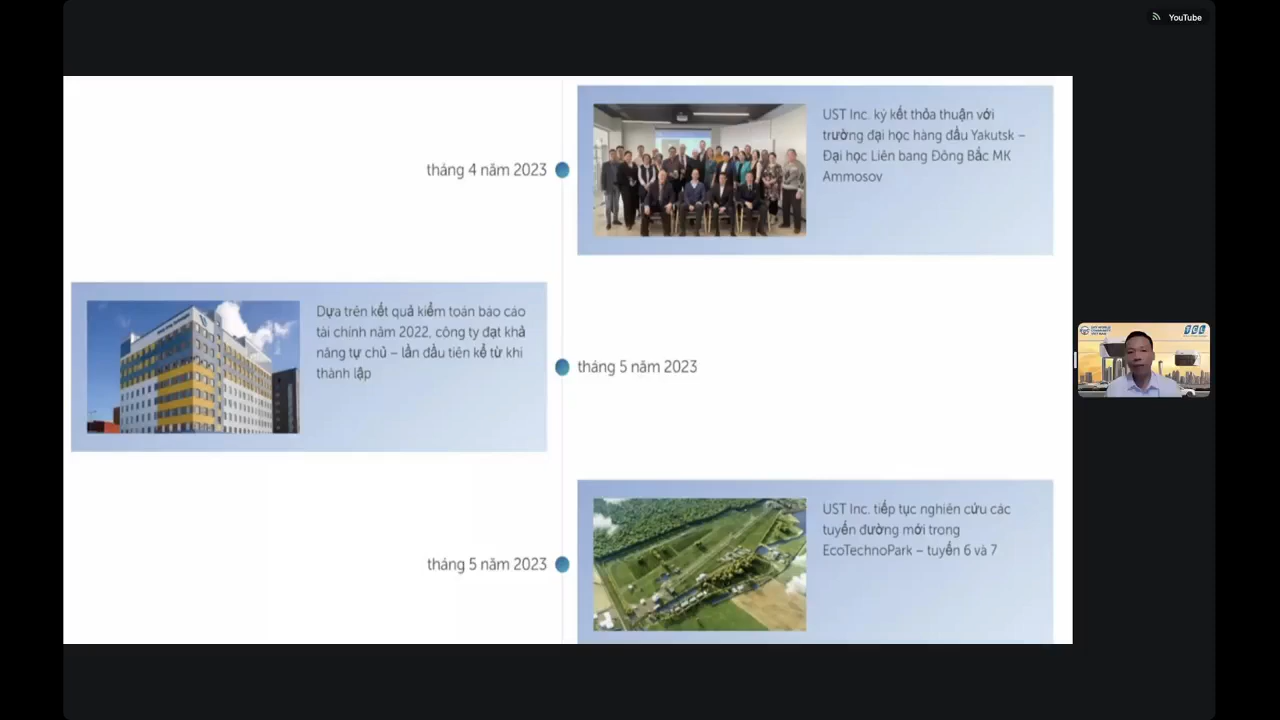 YouTube
tháng 4 năm 2023
UST Inc. ký kết thỏa thuận với
trường đại học hàng đầu Yakutsk –
Đại học Liên bang Đông Bắc MK
Ammosov
Dựa trên kết quả kiểm toán báo cáo
tài chính năm 2022, công ty đạt khả
năng tự chủ – lần đầu tiên kể từ khi
thành lập
tháng 5 năm 2023
tháng 5 năm 2023
UST Inc. tiếp tục nghiên cứu các
tuyến đường mới trong
EcoTechnoPark – tuyến 6 và 7